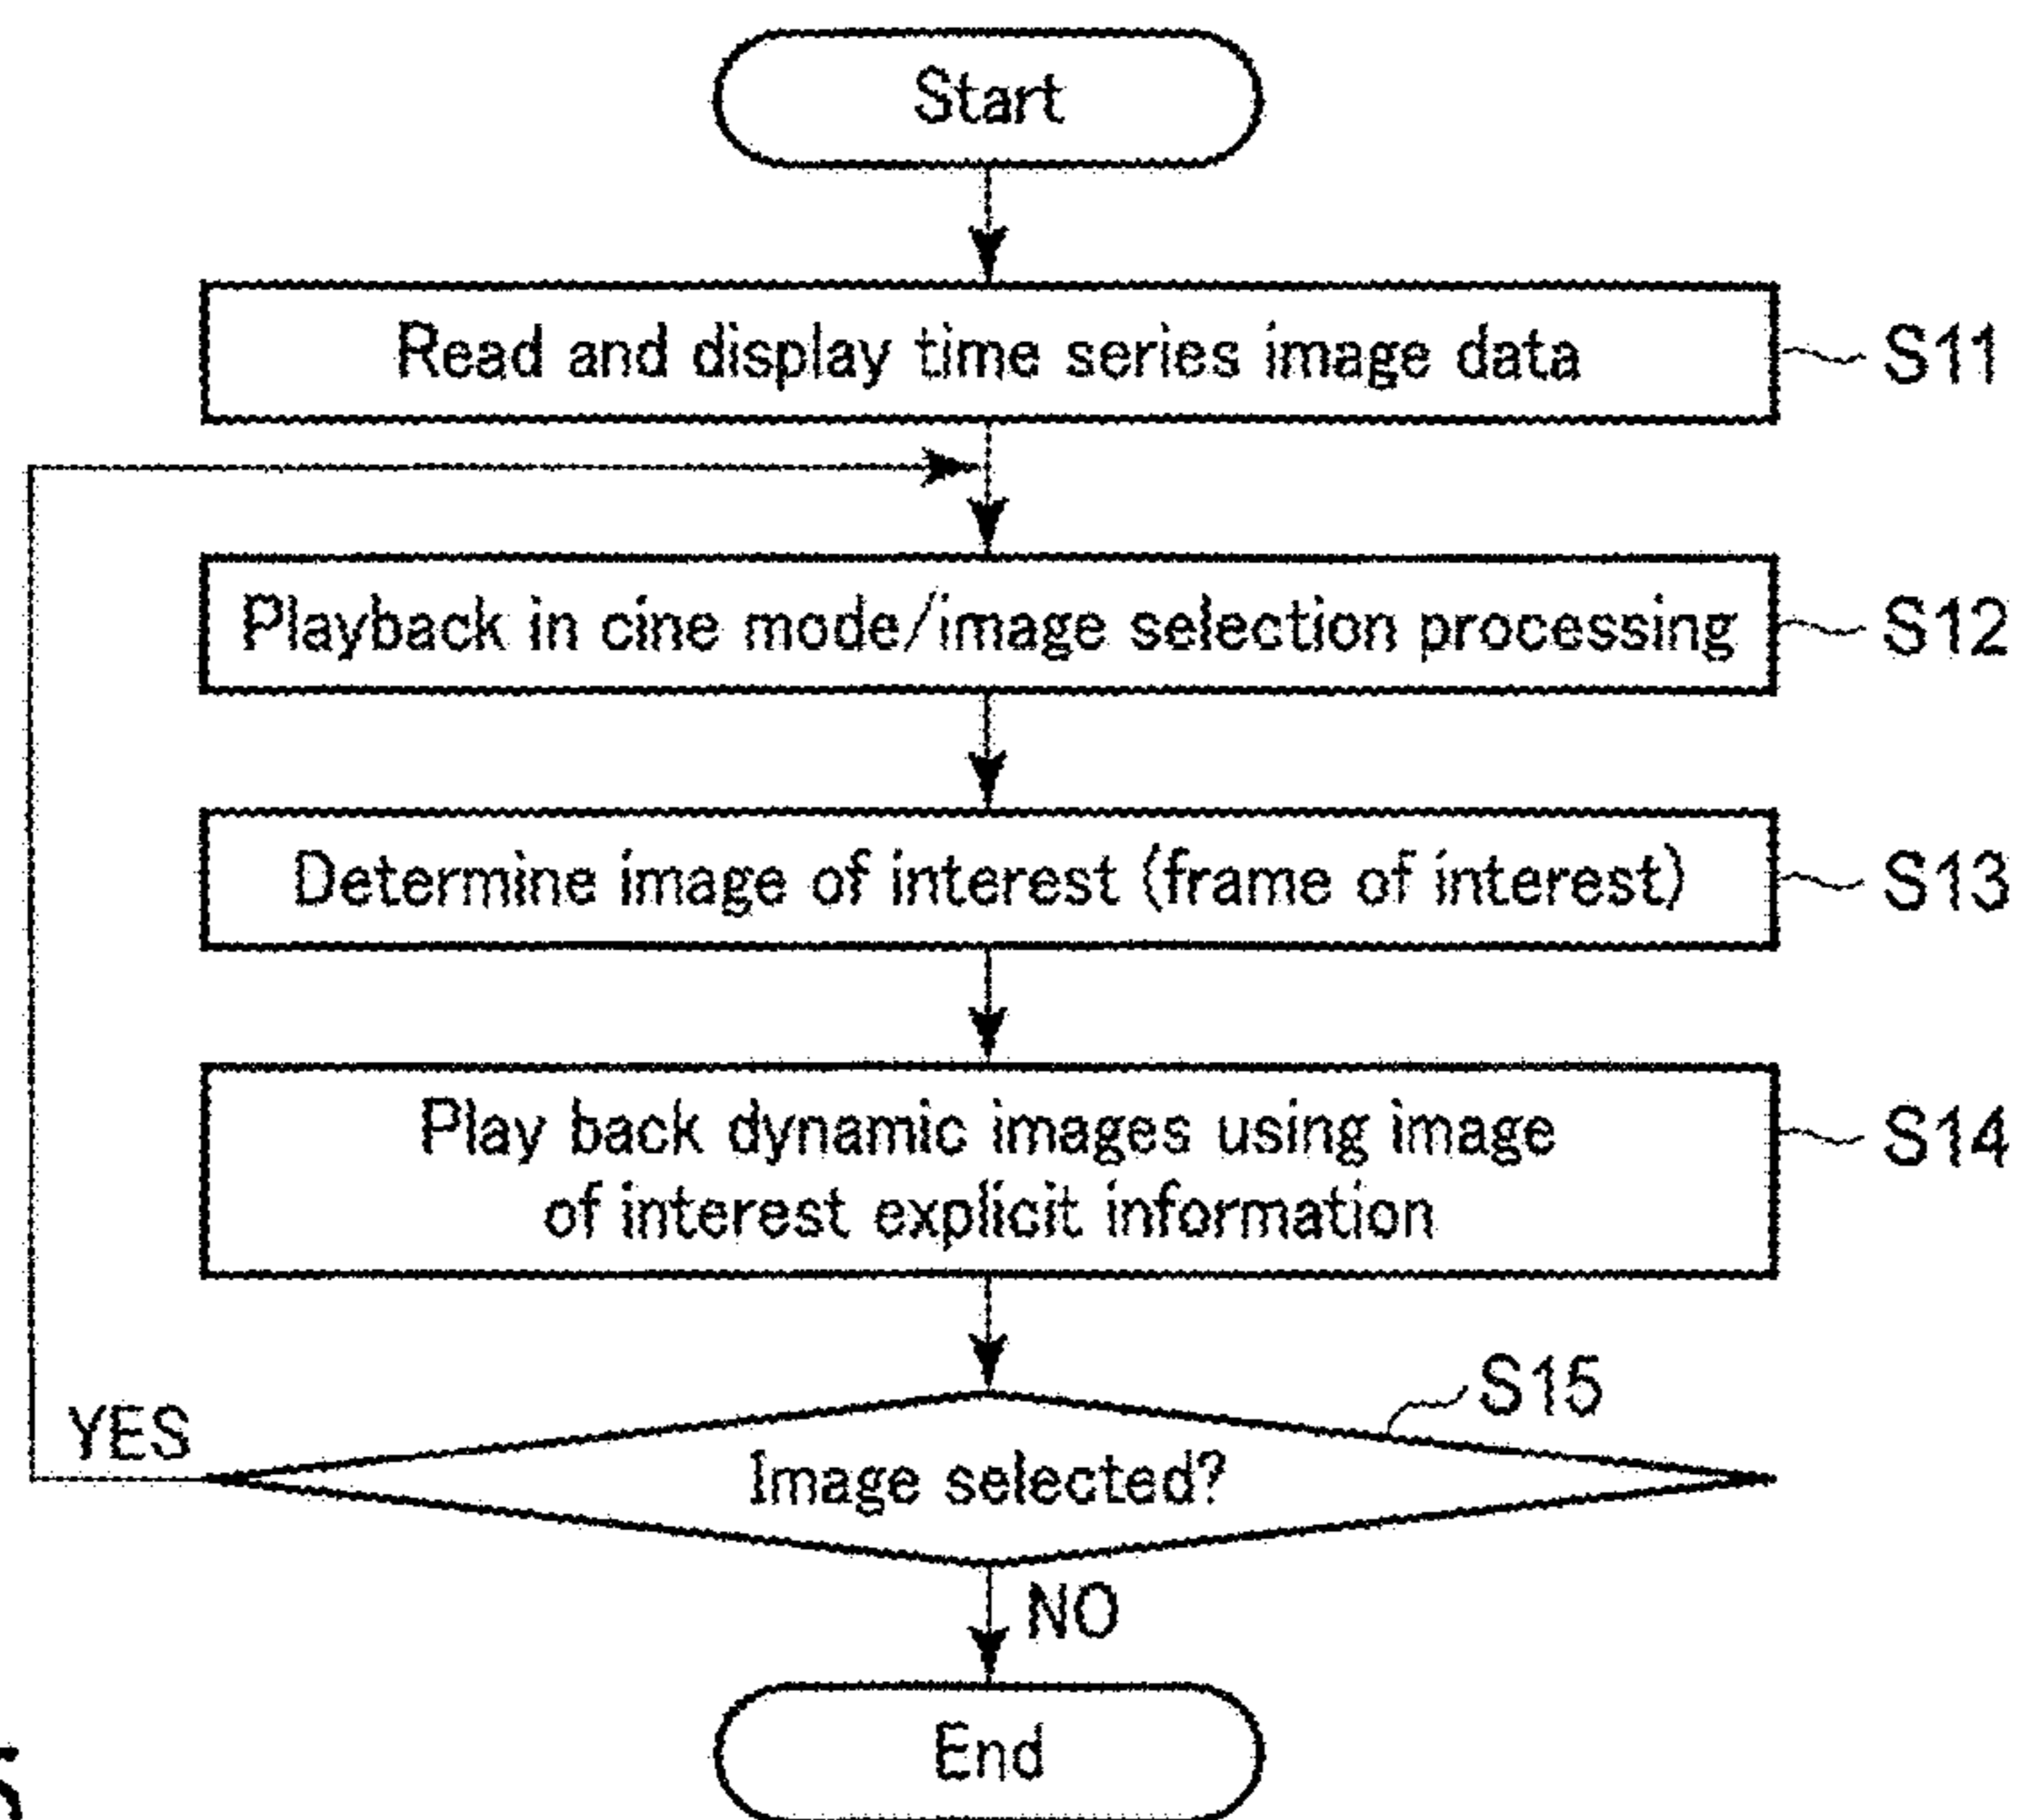 Start
Read and display time series image data
S11
Playback in cine mode/image selection processing
S12
Determine image of interest (frame of interest)
S13
Play back dynamic images using image
of interest explicit information
S14
S15
YES
Image selected?
NO
End